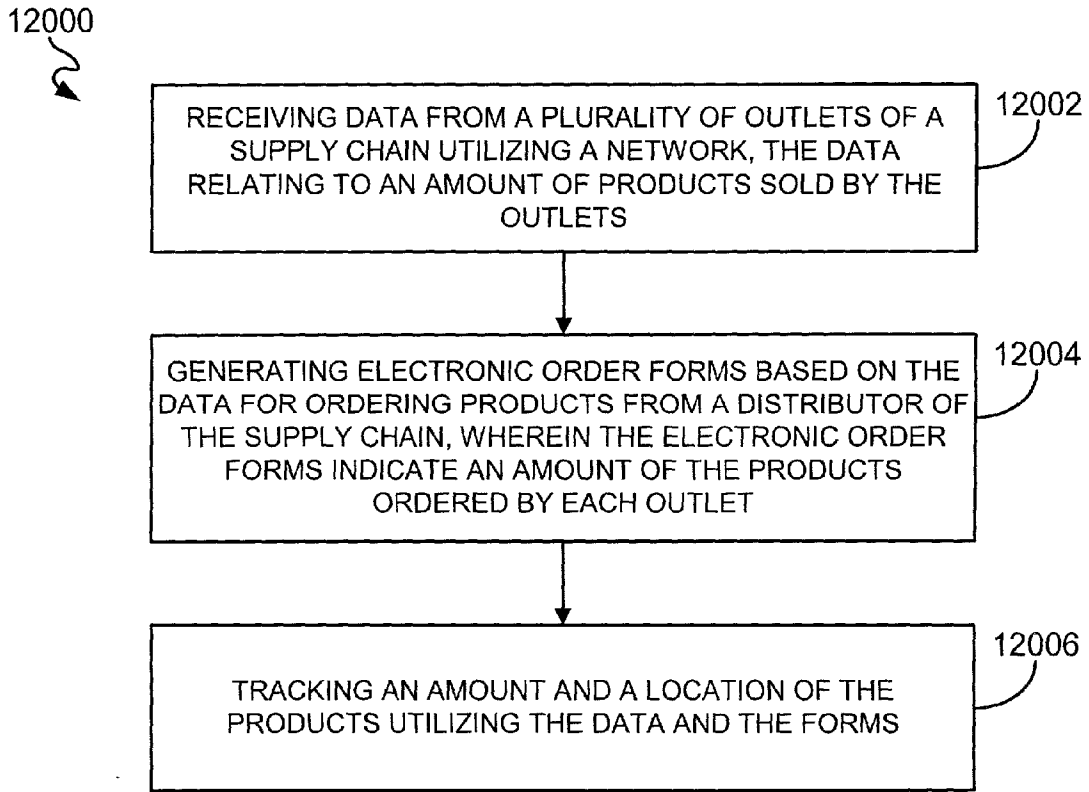 12000
RECEIVING DATA FROM A PLURALITY OF OUTLETS OF A
SUPPLY CHAIN UTILIZING A NETWORK, THE DATA
RELATING TO AN AMOUNT OF PRODUCTS SOLD BY THE
OUTLETS
12002
GENERATING ELECTRONIC ORDER FORMS BASED ON THE
DATA FOR ORDERING PRODUCTS FROM A DISTRIBUTOR OF
THE SUPPLY CHAIN, WHEREIN THE ELECTRONIC ORDER
FORMS INDICATE AN AMOUNT OF THE PRODUCTS
ORDERED BY EACH OUTLET
12004
TRACKING AN AMOUNT AND A LOCATION OF THE
PRODUCTS UTILIZING THE DATA AND THE FORMS
12006